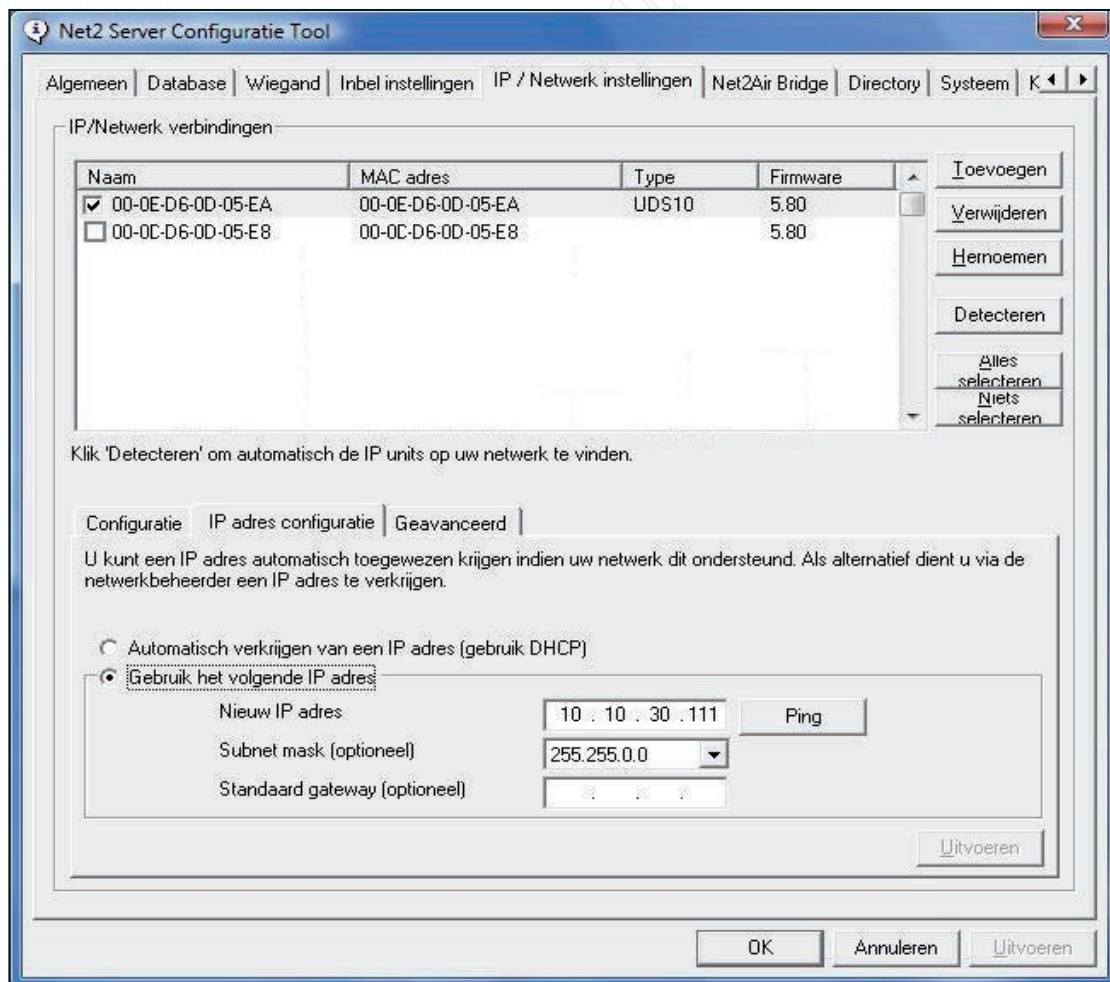 Net2 Server Configuratie Tool
Algemeen Database Wiegand Inbel instellingen IP / Netwerk instellingen Net2Air Bridge Directory Systeem K
IP/Netwerk verbindingen
Naam MAC adres Type Firmware
00-0E-D6-0D-05-EA 00-0E-D6-0D-05-EA UDS10 5.80
00-0C-D6-0D-05-E8 00-0C-D6-0D-05-E8 5.80
Toevoegen
Verwijderen
Hernoemen
Detecteren
Alles
selecteren
Niets
selecteren
Klik 'Detecteren' om automatisch de IP units op uw netwerk te vinden.
Configuratie IP adres configuratie Geavanceerd
U kunt een IP adres automatisch toegewezen krijgen indien uw netwerk dit ondersteund. Als alternatief dient u via de
netwerkbeheerder een IP adres te verkrijgen.
Automatisch verkrijgen van een IP adres (gebruik DHCP)
Gebruik het volgende IP adres
Nieuw IP adres 10 . 10 . 30 .111 Ping
Subnet mask (optioneel) 255.255.0.0
Standaard gateway (optioneel) . . .
Uitvoeren
OK Annuleren Uitvoeren